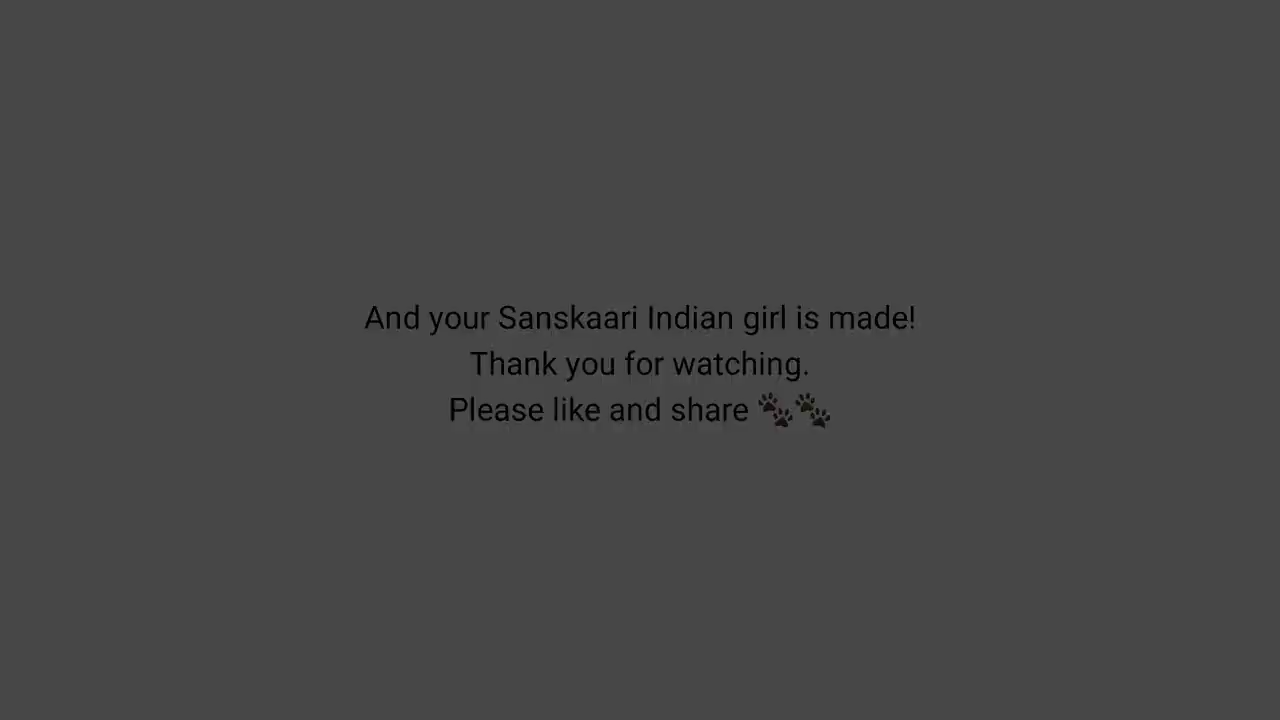 And your Sanskaari Indian girl is made!
Thank you for watching.
Please like and share 🐾🐾